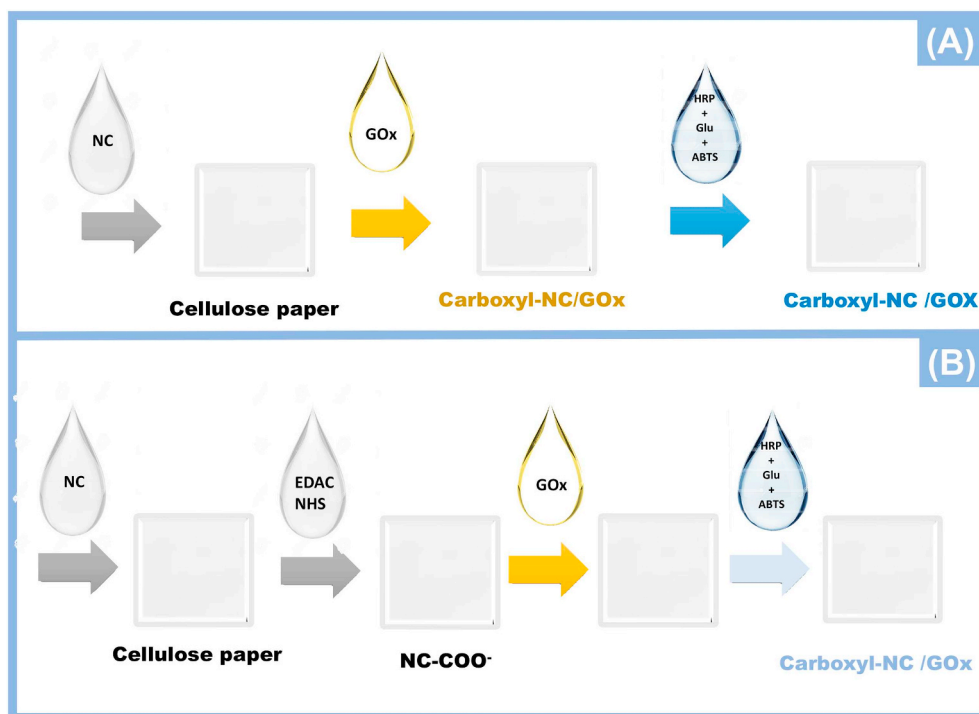 (A)
NC
GOx
HRP
+
Glu
+
ABTS
Cellulose paper
Carboxyl-NC/GOx
Carboxyl-NC /GOX
(B)
NC
EDAC
NHS
GOx
HRP
+
Glu
+
ABTS
Cellulose paper
NC-COO-
Carboxyl-NC /GOx